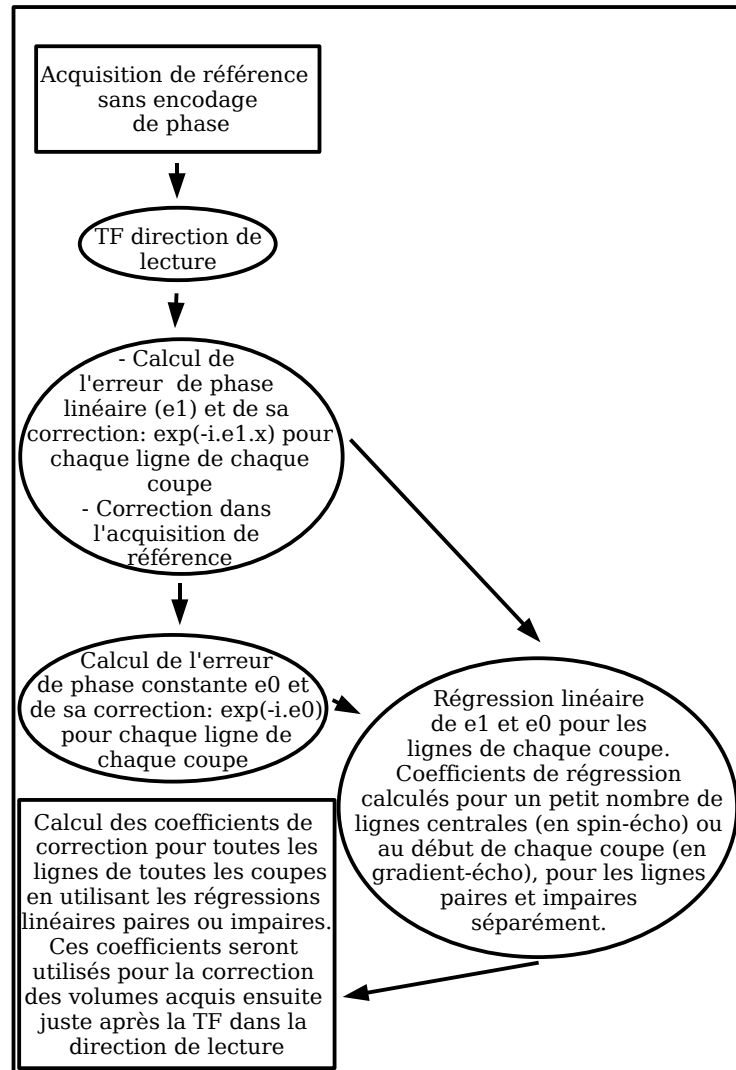 Acquisition de référence
sans encodage
de phase
TF direction de
lecture
- Calcul de
l'erreur de phase
linéaire (e1) et de sa
correction: exp(-i.e1.x) pour
chaque ligne de chaque
coupe
- Correction dans
l'acquisition de
référence
Calcul de l'erreur
de phase constante e0 et
de sa correction: exp(-i.e0)
pour chaque ligne de
chaque coupe
Régression linéaire
de e1 et e0 pour les
lignes de chaque coupe.
Coefficients de régression
calculés pour un petit nombre de
lignes centrales (en spin-écho) ou
au début de chaque coupe (en
gradient-écho), pour les lignes
paires et impaires
séparément.
Calcul des coefficients de
correction pour toutes les
lignes de toutes les coupes
en utilisant les régressions
linéaires paires ou impaires.
Ces coefficients seront
utilisés pour la correction
des volumes acquis ensuite
juste après la TF dans la
direction de lecture